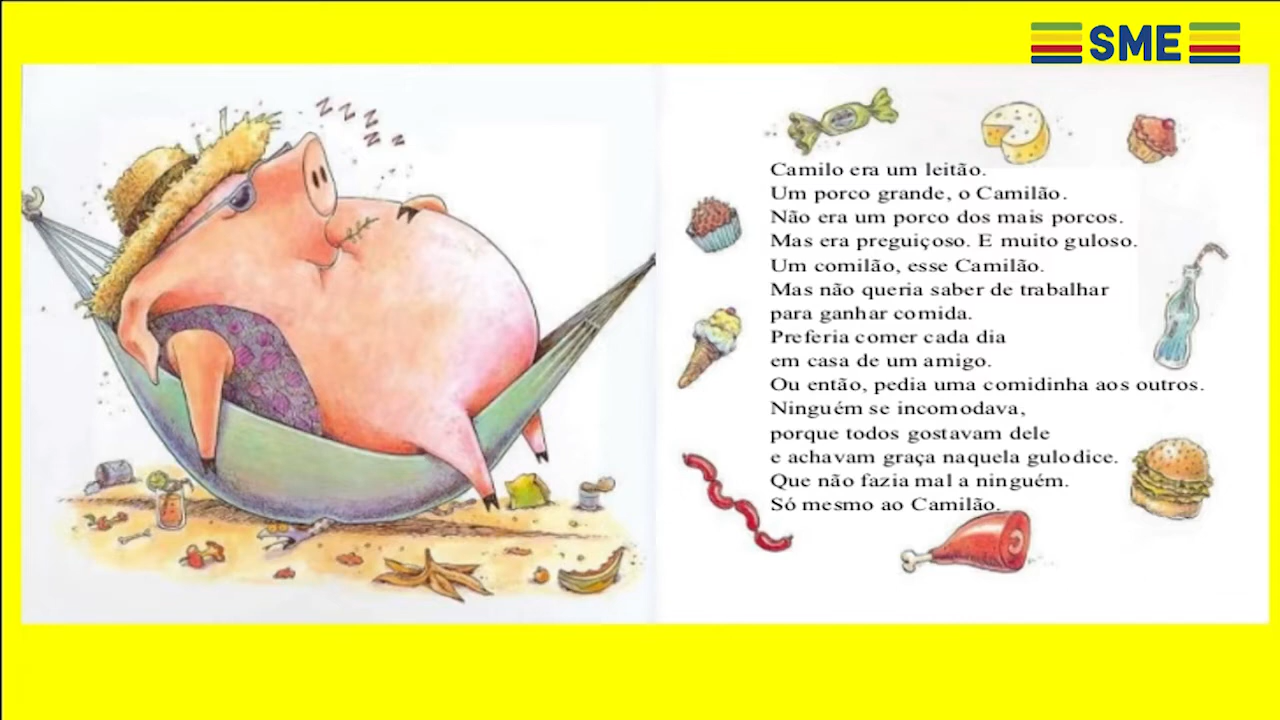 SME
z z z z z
Camilo era um leitão.
Um porco grande, o Camilão.
Não era um porco dos mais porcos.
Mas era preguiçoso. E muito guloso.
Um comilão, esse Camilão.
Mas não queria saber de trabalhar
para ganhar comida.
Preferia comer cada dia
em casa de um amigo.
Ou então, pedia uma comidinha aos outros.
Ninguém se incomodava,
porque todos gostavam dele
e achavam graça naquela gulodice.
Que não fazia mal a ninguém.
Só mesmo ao Camilão.